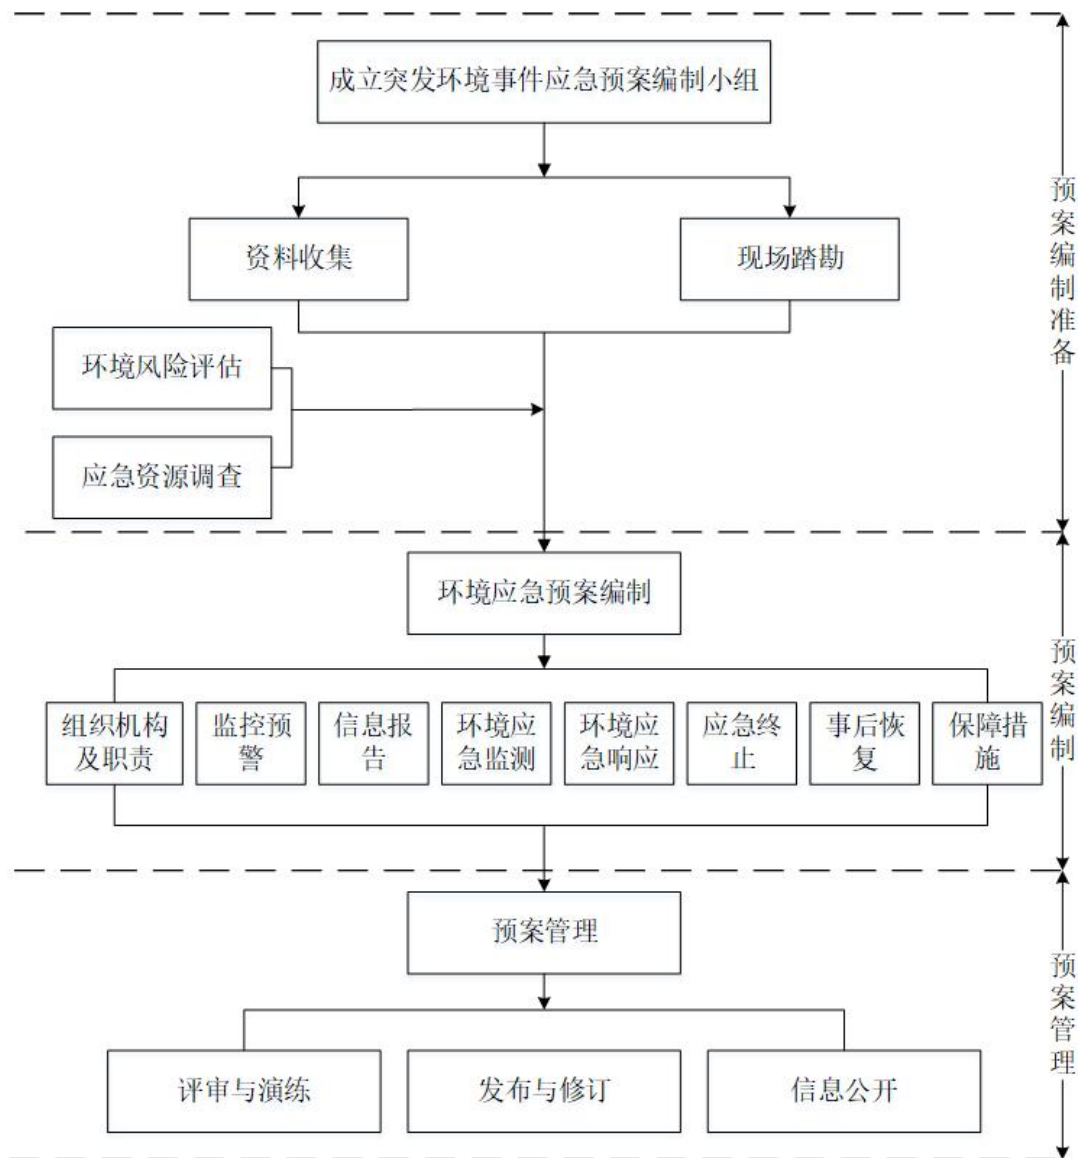 成立突发环境事件应急预案编制小组
资料收集
现场踏勘
环境风险评估
应急资源调查
预案编制准备
环境应急预案编制
组织机构
及职责
监控预
警
信息报
告
环境应
急监测
环境应
急响应
应急终
止
事后恢
复
保障措
施
预案编制
预案管理
评审与演练
发布与修订
信息公开
预案管理